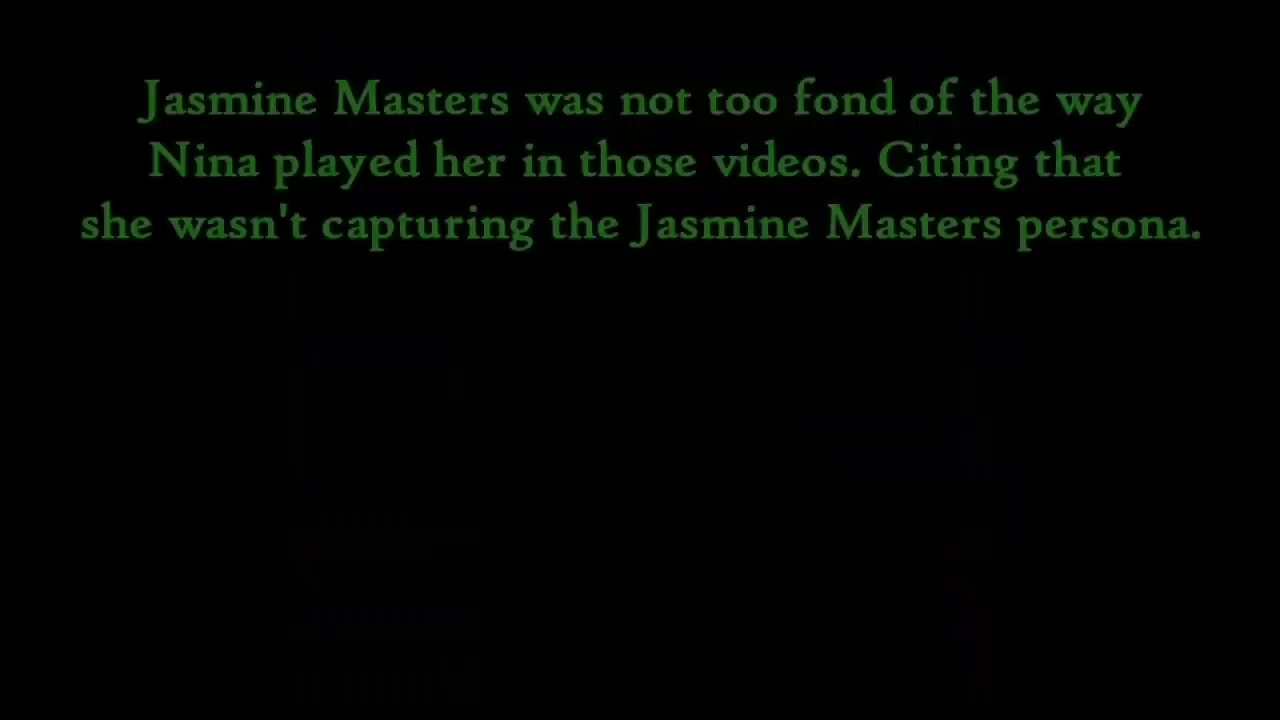 Jasmine Masters was not too fond of the way
Nina played her in those videos. Citing that
she wasn't capturing the Jasmine Masters persona.